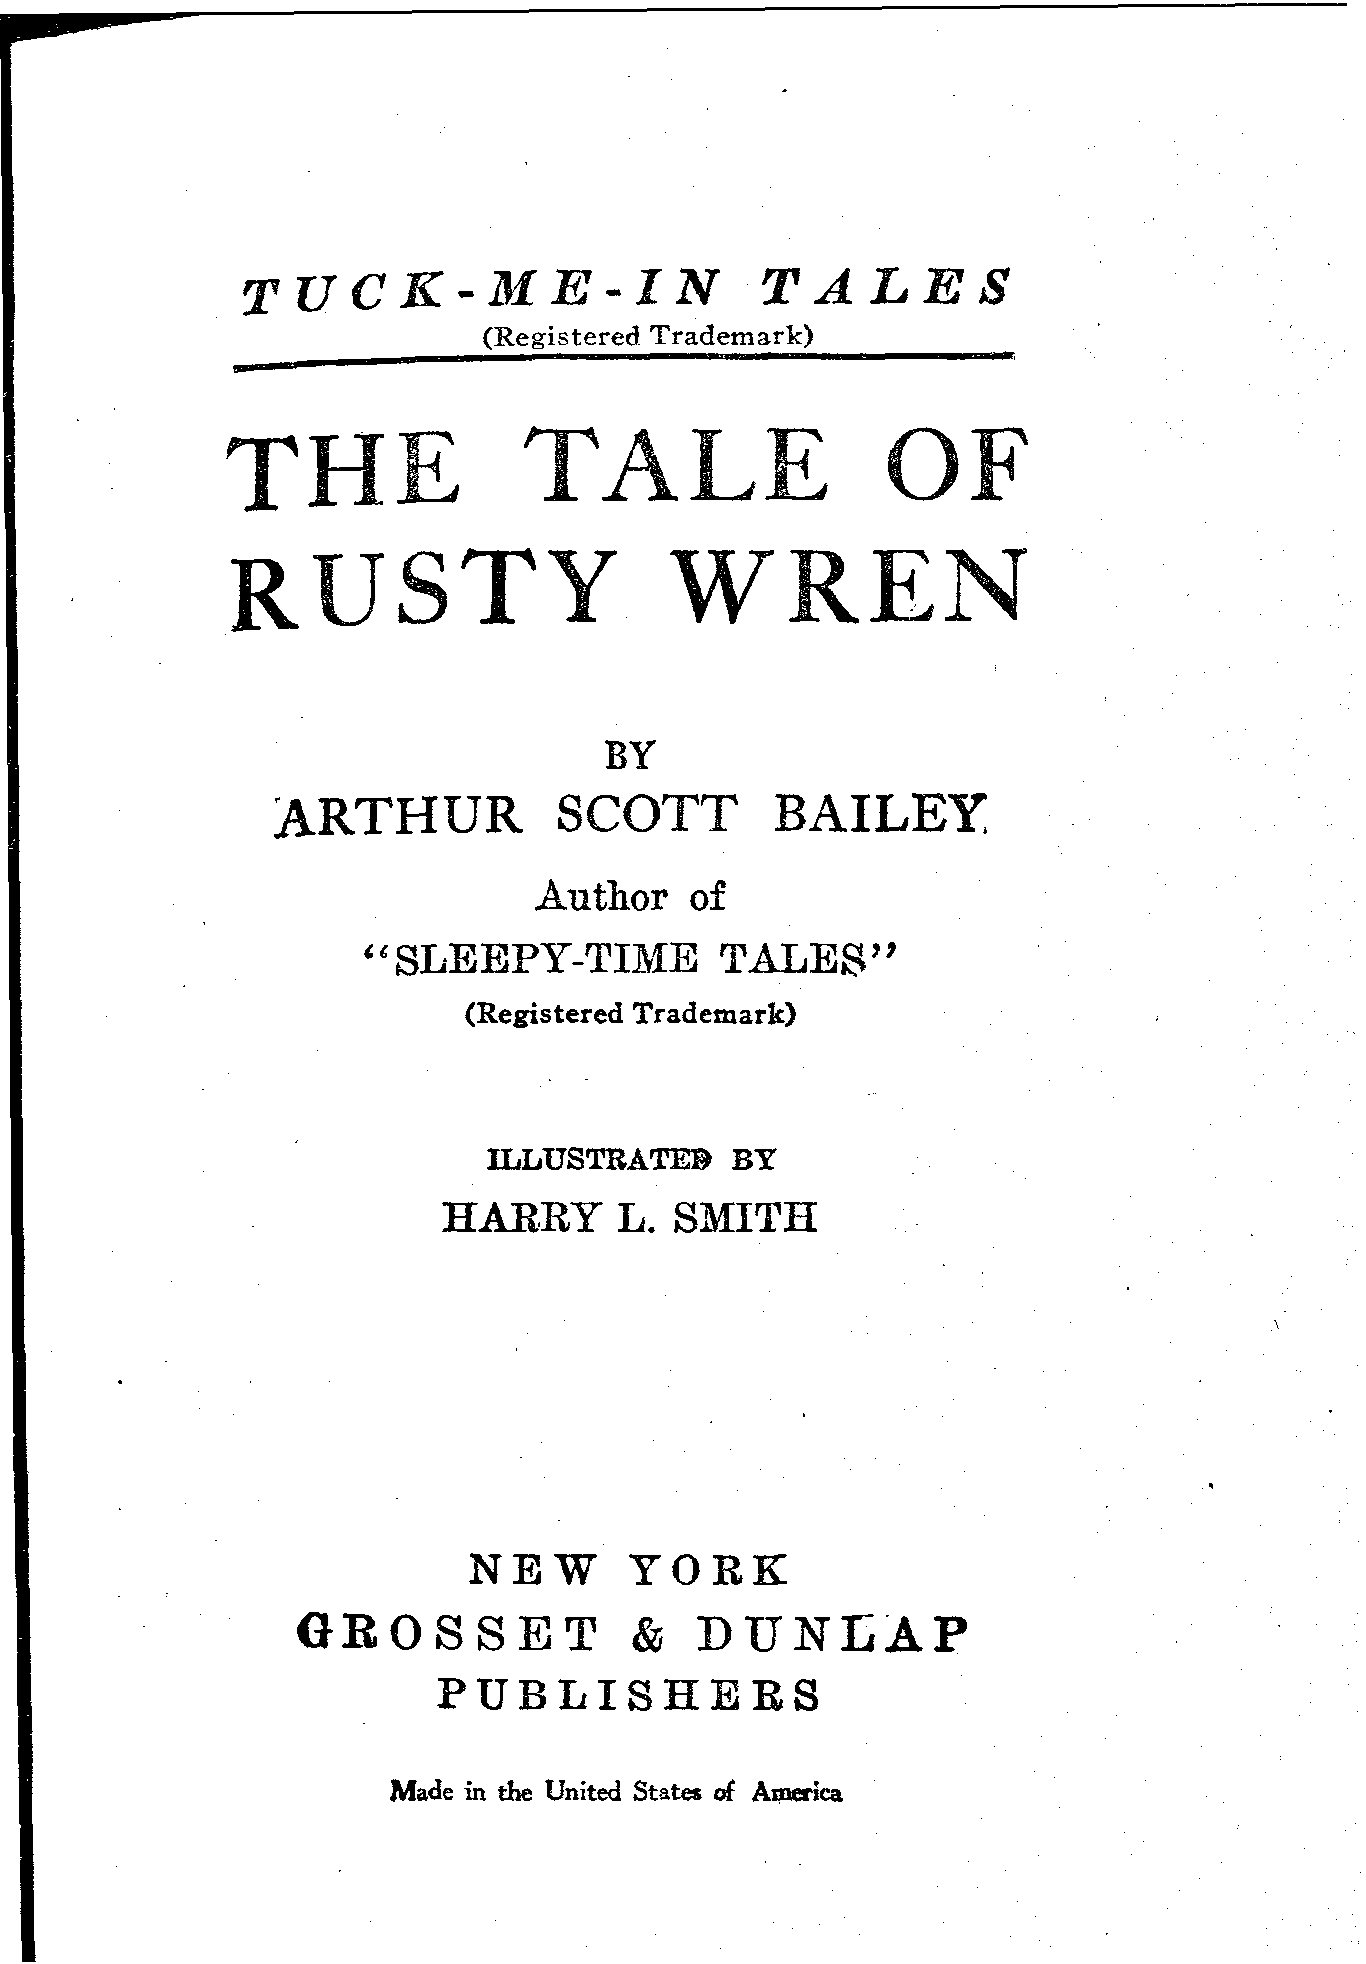 TUCK-ME-IN TALES
(Registered Trademark)
THE TALE OF
RUSTY WREN
BY
ARTHUR SCOTT BAILEY
Author of
“SLEEPY-TIME TALES”
(Registered Trademark)
ILLUSTRATED BY
HARRY L. SMITH
NEW YORK
GROSSET & DUNLAP
PUBLISHERS
Made in the United States of America